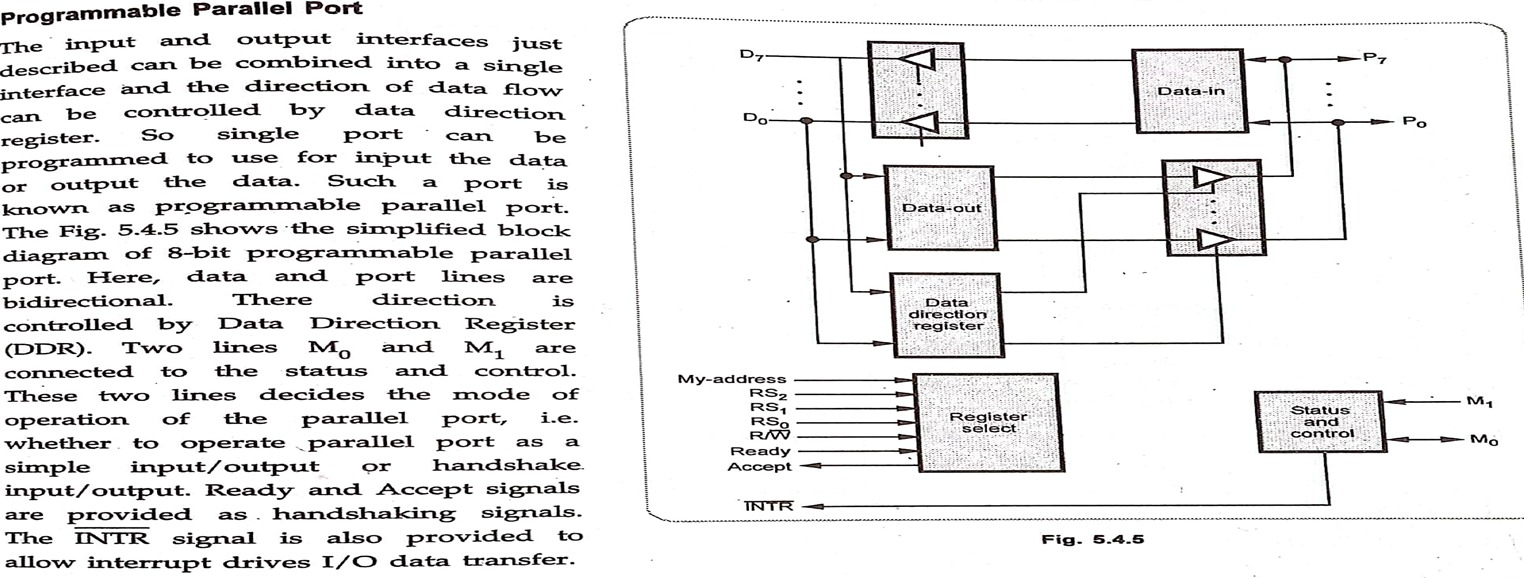 Programmable Parallel Port
The input and output interfaces just
described can be combined into a single
interface and the direction of data flow
can be controlled by data direction
register. So single port can be
programmed to use for input the data
or output the data. Such a port is
known as programmable parallel port.
The Fig. 5.4.5 shows the simplified block
diagram of 8-bit programmable parallel
port. Here, data and port lines are
bidirectional. There direction is
controlled by Data Direction Register
(DDR). Two lines M₀ and M₁ are
connected to the status and control.
These two lines decides the mode of
operation of the parallel port, i.e.
whether to operate parallel port as a
simple input/output or handshake
input/output. Ready and Accept signals
are provided as handshaking signals.
The I̅N̅T̅R̅ signal is also provided to
allow interrupt drives I/O data transfer.
D₇
D₀
Data-in
P₇
P₀
Data-out
Data
direction
register
My-address
RS₂
RS₁
RS₀
R/W̅
Ready
Accept
Register
select
Status
and
control
M₁
M₀
I̅N̅T̅R̅
Fig. 5.4.5